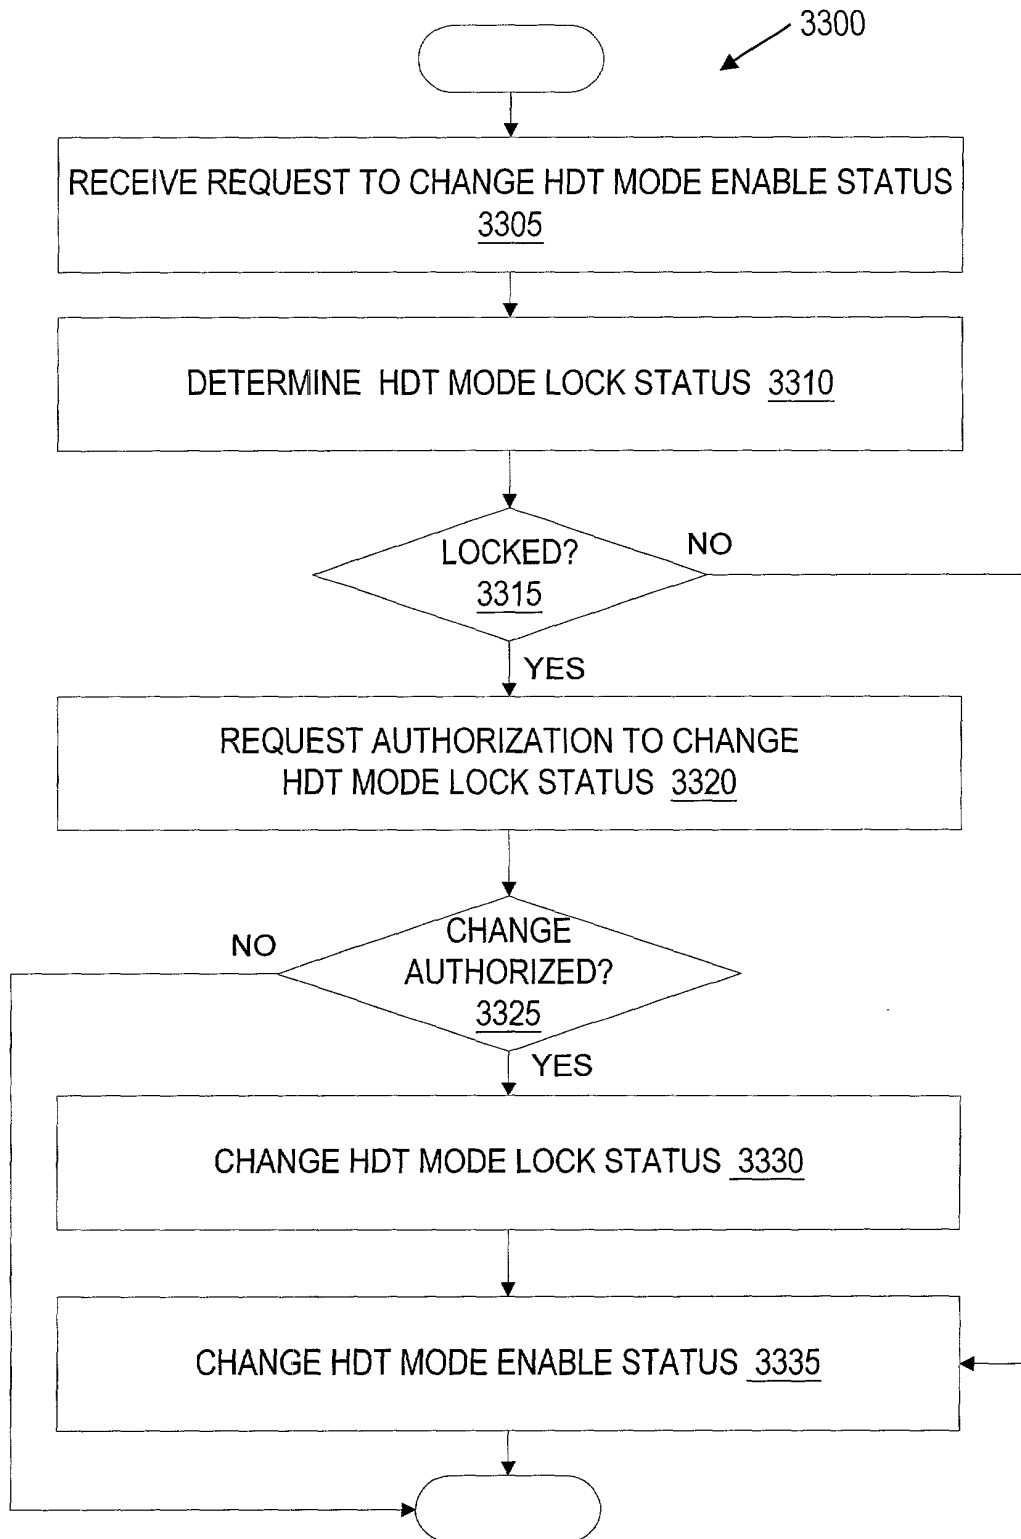 3300
RECEIVE REQUEST TO CHANGE HDT MODE ENABLE STATUS
3305
DETERMINE HDT MODE LOCK STATUS 3310
LOCKED?
3315
NO
YES
REQUEST AUTHORIZATION TO CHANGE
HDT MODE LOCK STATUS 3320
NO
CHANGE
AUTHORIZED?
3325
YES
CHANGE HDT MODE LOCK STATUS 3330
CHANGE HDT MODE ENABLE STATUS 3335